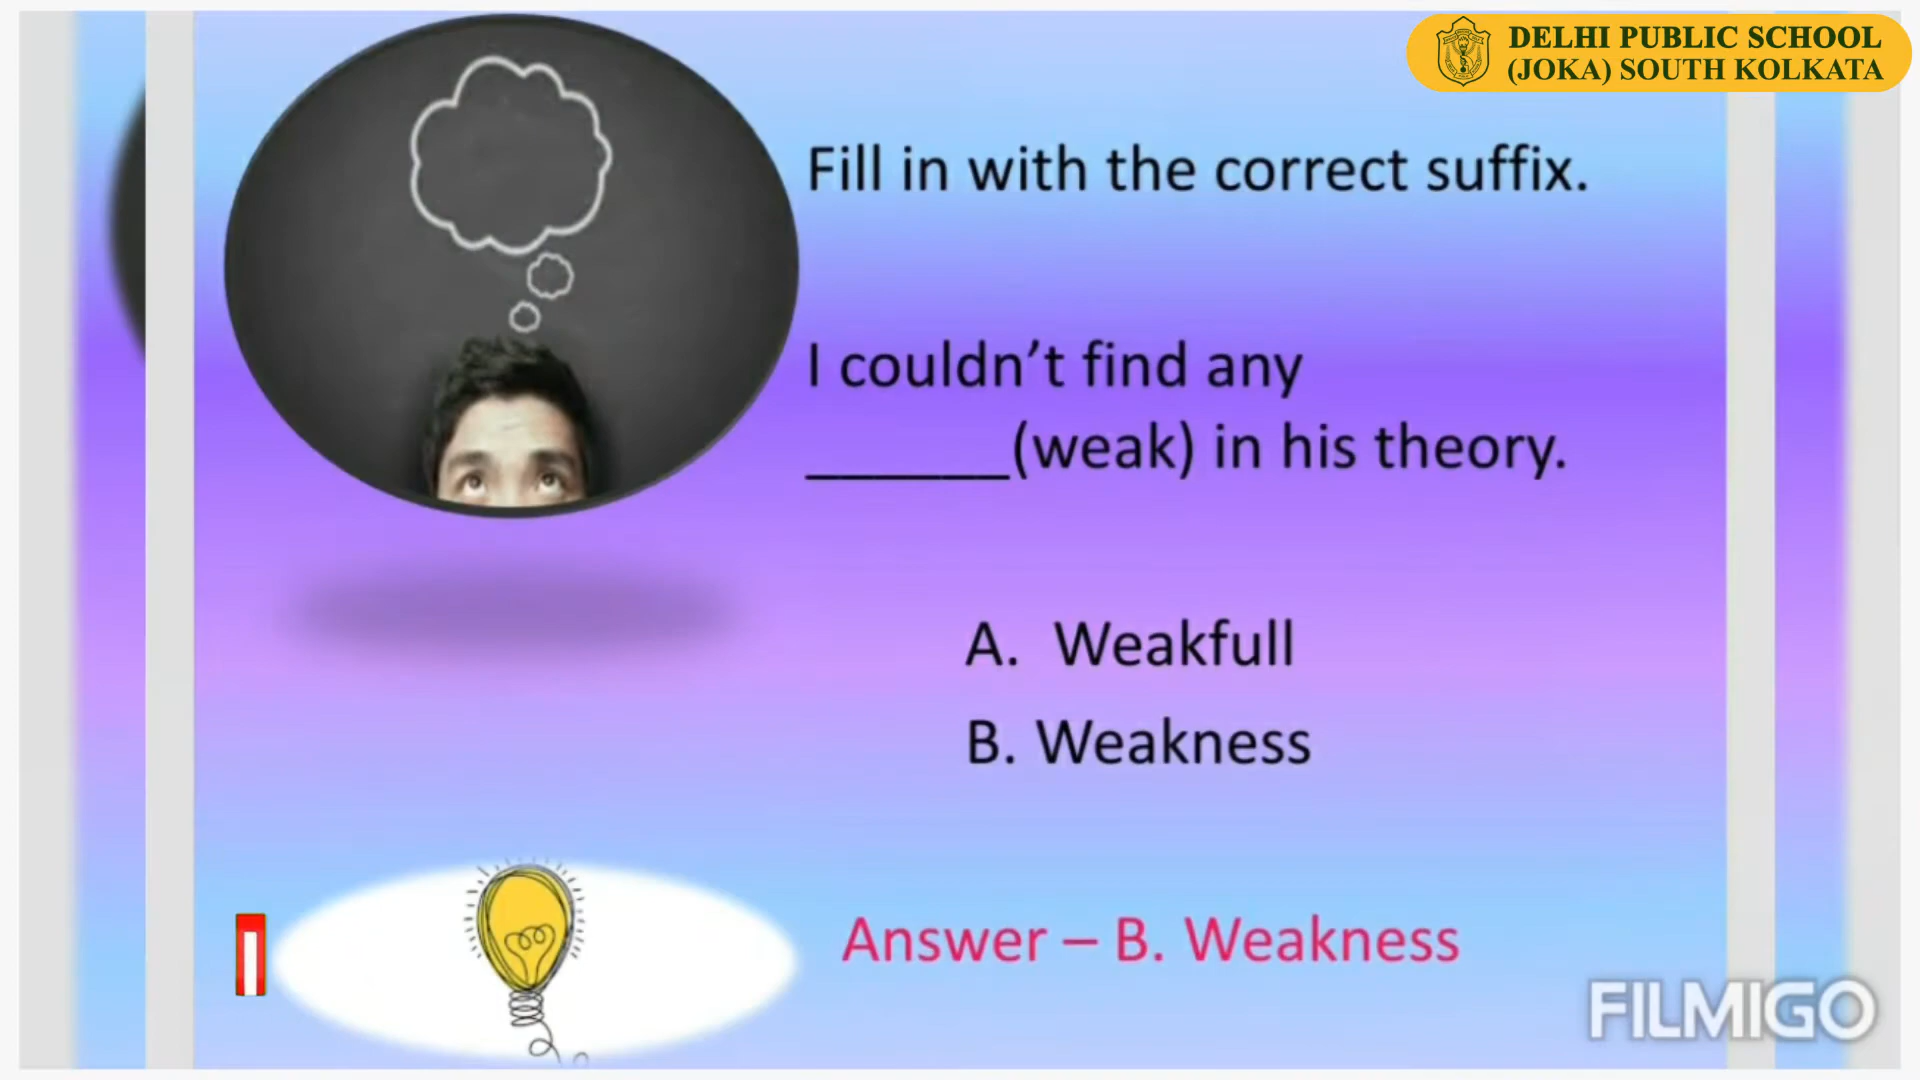 DELHI PUBLIC SCHOOL
(JOKA) SOUTH KOLKATA
Fill in with the correct suffix.
I couldn’t find any
______(weak) in his theory.
A. Weakfull
B. Weakness
Answer – B. Weakness
FILMIGO